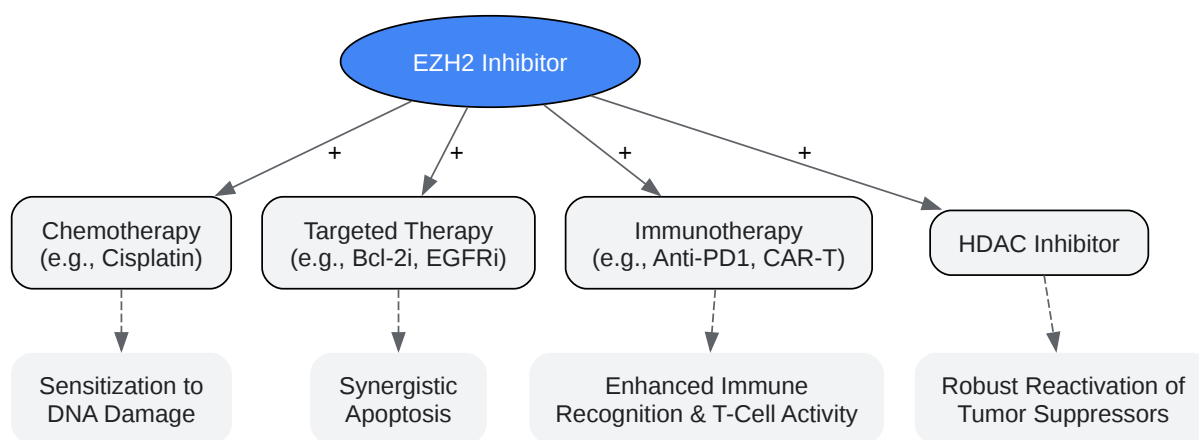 EZH2 Inhibitor
+
+
+
+
Chemotherapy
(e.g., Cisplatin)
Targeted Therapy
(e.g., Bcl-2i, EGFRi)
Immunotherapy
(e.g., Anti-PD1, CAR-T)
HDAC Inhibitor
Sensitization to
DNA Damage
Synergistic
Apoptosis
Enhanced Immune
Recognition & T-Cell Activity
Robust Reactivation of
Tumor Suppressors